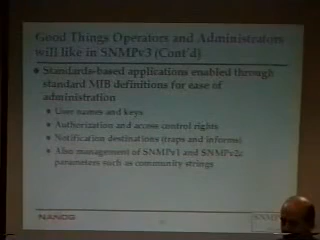 Good Things Operators and Administrators
will like in SNMPv3 (Cont'd)
Standards-based applications enabled through
standard MIB definitions for ease of
administration
User names and keys
Authorization and access control rights
Notification destinations (traps and informs)
Also management of SNMPv1 and SNMPv2c
parameters such as community strings
NANOG
SNMP